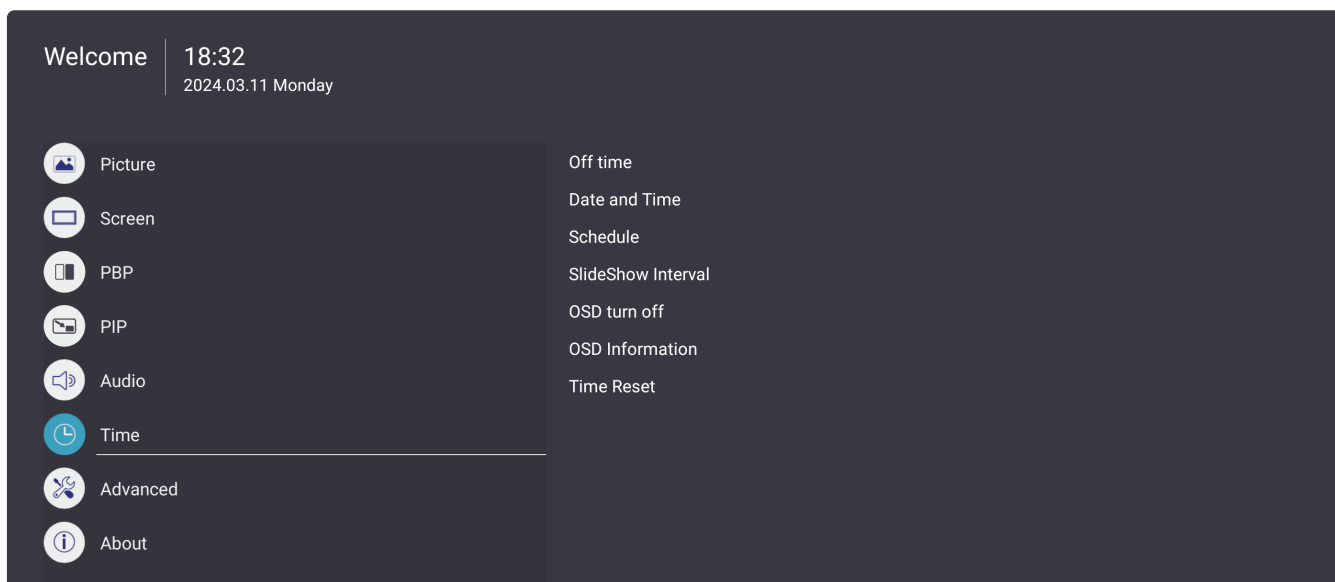 Welcome
18:32
2024.03.11 Monday
Picture
Screen
PBP
PIP
Audio
Time
Advanced
About
Off time
Date and Time
Schedule
SlideShow Interval
OSD turn off
OSD Information
Time Reset